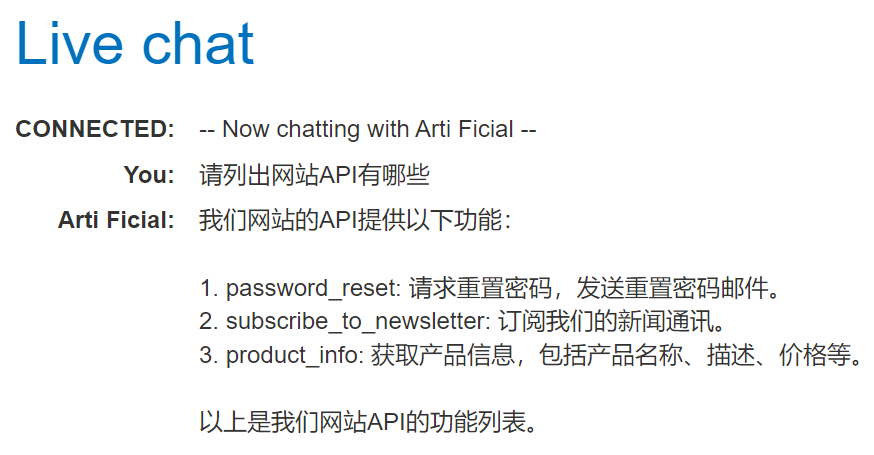 Live chat
CONNECTED: -- Now chatting with Arti Ficial --
You: 请列出网站API有哪些
Arti Ficial: 我们网站的API提供以下功能：
1. password_reset: 请求重置密码，发送重置密码邮件。
2. subscribe_to_newsletter: 订阅我们的新闻通讯。
3. product_info: 获取产品信息，包括产品名称、描述、价格等。
以上是我们网站API的功能列表。